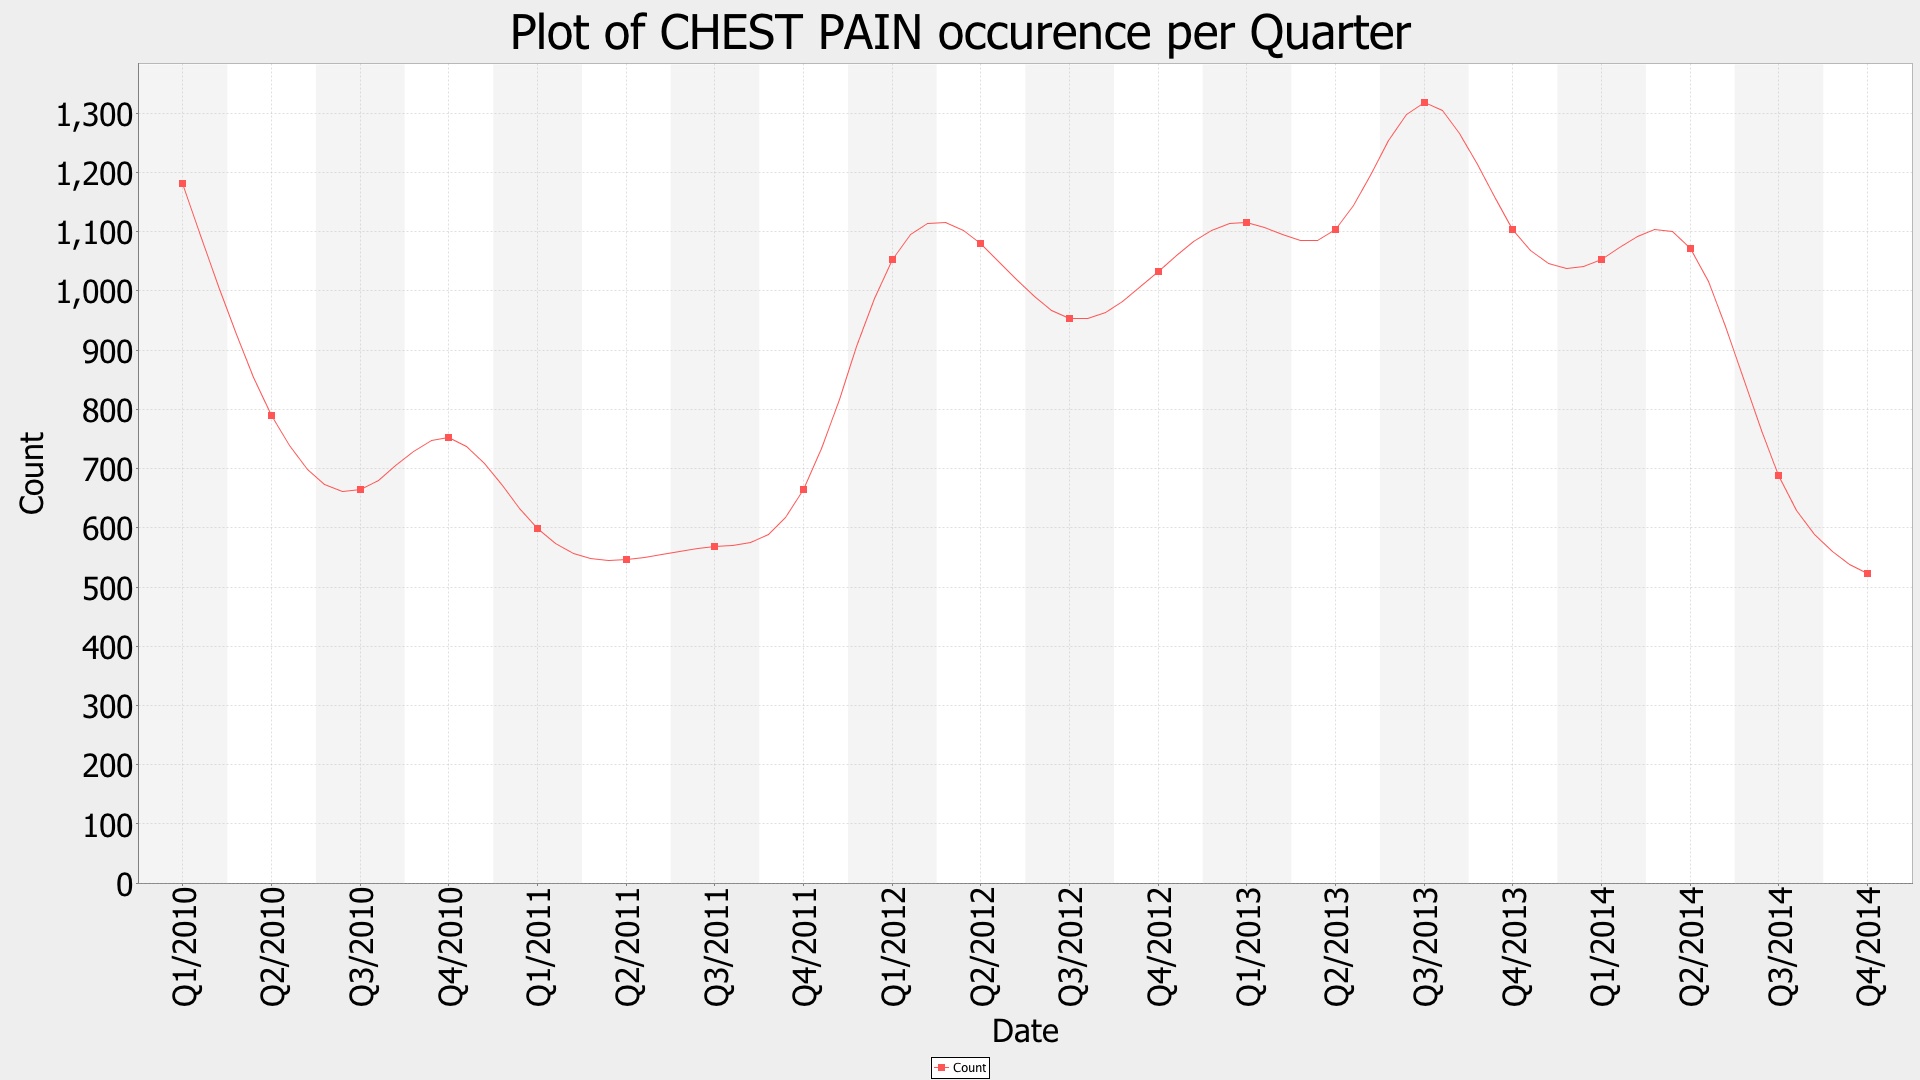 Plot of CHEST PAIN occurence per Quarter
1,300
1,200
1,100
1,000
900
800
700
600
500
400
300
200
100
0
Count
Q1/2010
Q2/2010
Q3/2010
Q4/2010
Q1/2011
Q2/2011
Q3/2011
Q4/2011
Q1/2012
Q2/2012
Q3/2012
Q4/2012
Q1/2013
Q2/2013
Q3/2013
Q4/2013
Q1/2014
Q2/2014
Q3/2014
Q4/2014
Date
Count